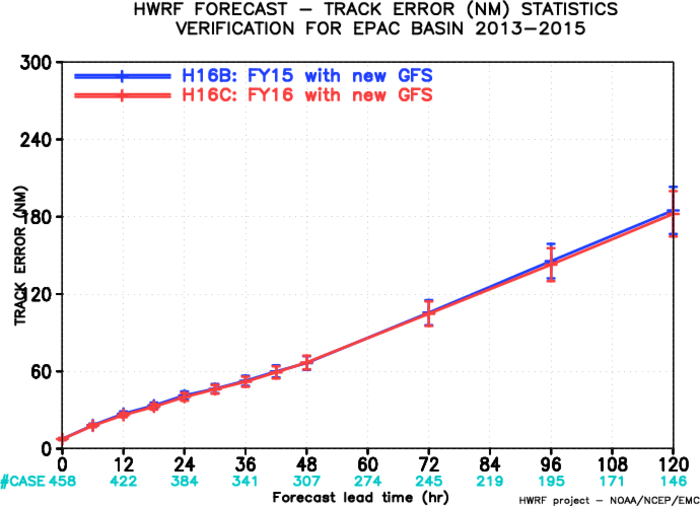 HWRF FORECAST – TRACK ERROR (NM) STATISTICS
VERIFICATION FOR EPAC BASIN 2013–2015
H16B: FY15 with new GFS
H16C: FY16 with new GFS
TRACK ERROR (NM)
300
240
180
120
60
0
0 12 24 36 48 60 72 84 96 108 120
#CASE 458 422 384 341 307 274 245 219 195 171 146
Forecast lead time (hr)
HWRF project – NOAA/NCEP/EMC